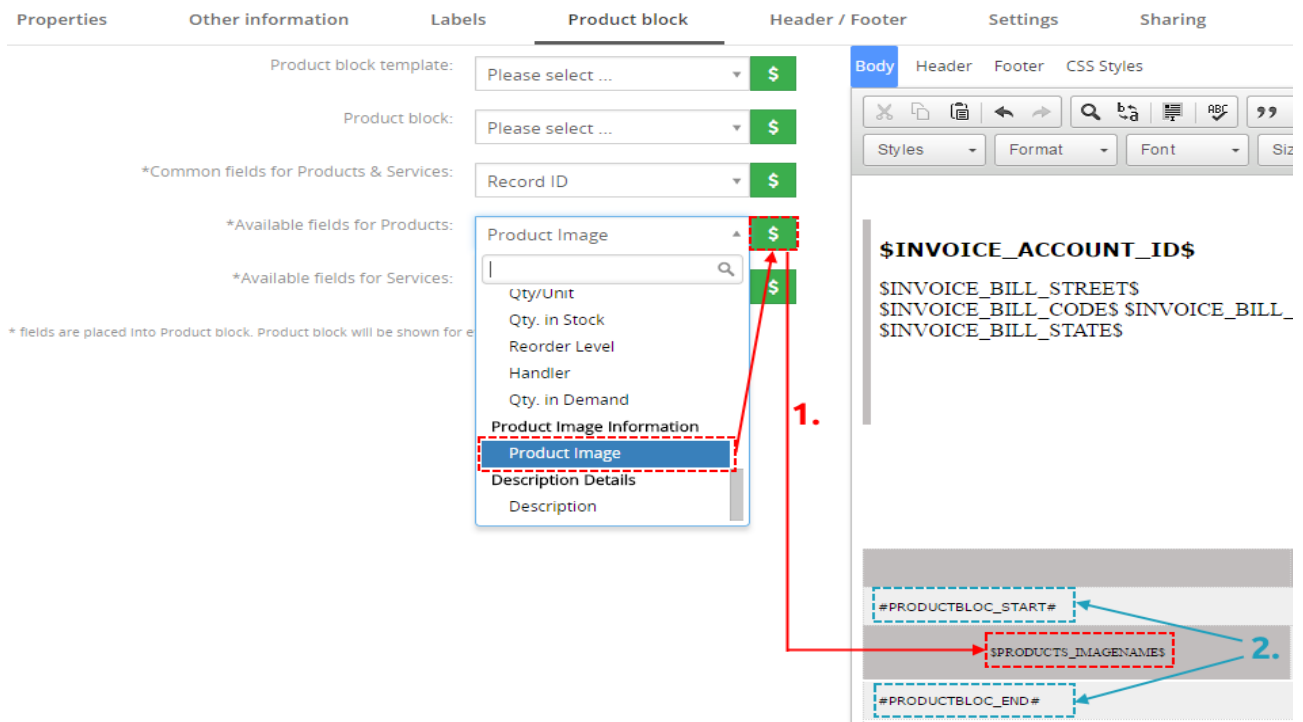 Properties Other information Labels Product block Header / Footer Settings Sharing
Product block template: Please select ... $
Product block: Please select ... $
*Common fields for Products & Services: Record ID $
*Available fields for Products: Product Image $
*Available fields for Services: $
* fields are placed into Product block. Product block will be shown for
Qty/Unit
Qty. in Stock
Reorder Level
Handler
Qty. in Demand
Product Image Information
Product Image
Description Details
Description
1.
Body Header Footer CSS Styles
ABC
Styles Format Font
$INVOICE_ACCOUNT_ID$
$INVOICE_BILL_STREET$
$INVOICE_BILL_CODE$ $INVOICE_BILL_
$INVOICE_BILL_STATE$
#PRODUCTBLOC_START#
$PRODUCTS_IMAGENAME$
2.
#PRODUCTBLOC_END#